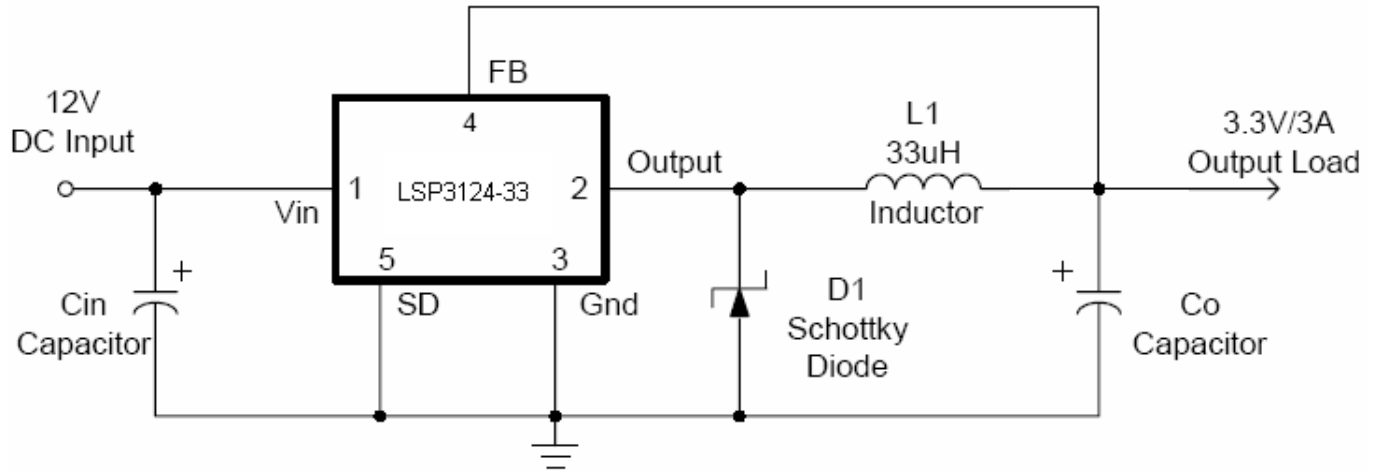 FB
12V
DC Input
4
L1
33uH
3.3V/3A
Output Load
Output
1
LSP3124-33
2
Vin
Inductor
5
3
+
+
SD
Gnd
Cin
Capacitor
D1
Schottky
Diode
Co
Capacitor